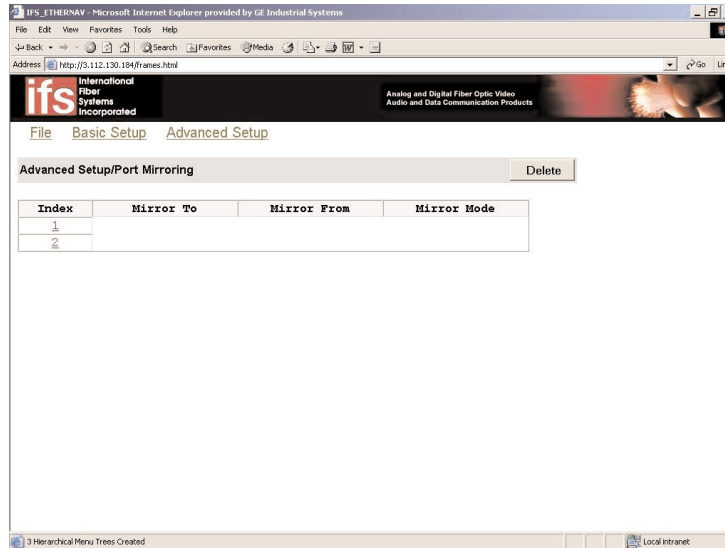 IFS_ETHERNAV - Microsoft Internet Explorer provided by GE Industrial Systems
File Edit View Favorites Tools Help
Back Search Favorites Media
Address http://3.112.130.184/frames.html Go
ifs International
Fiber
Systems
Incorporated
Analog and Digital Fiber Optic Video
Audio and Data Communication Products
File Basic Setup Advanced Setup
Advanced Setup/Port Mirroring Delete
Index Mirror To Mirror From Mirror Mode
1
2
3 Hierarchical Menu Trees Created Local intranet